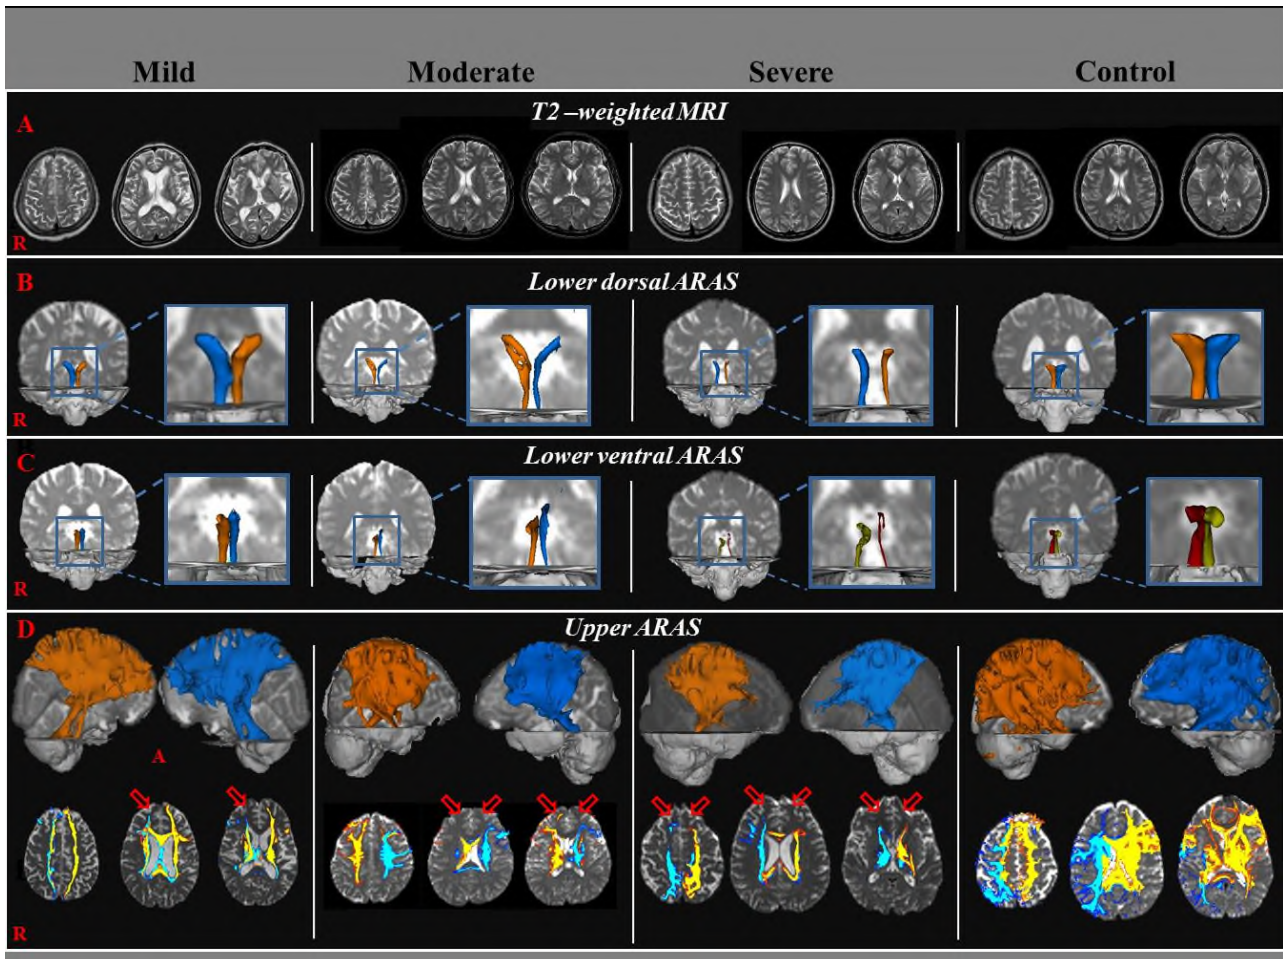 Mild Moderate Severe Control
A T2 –weighted MRI
R
B Lower dorsal ARAS
R
C Lower ventral ARAS
R
D Upper ARAS
A
R